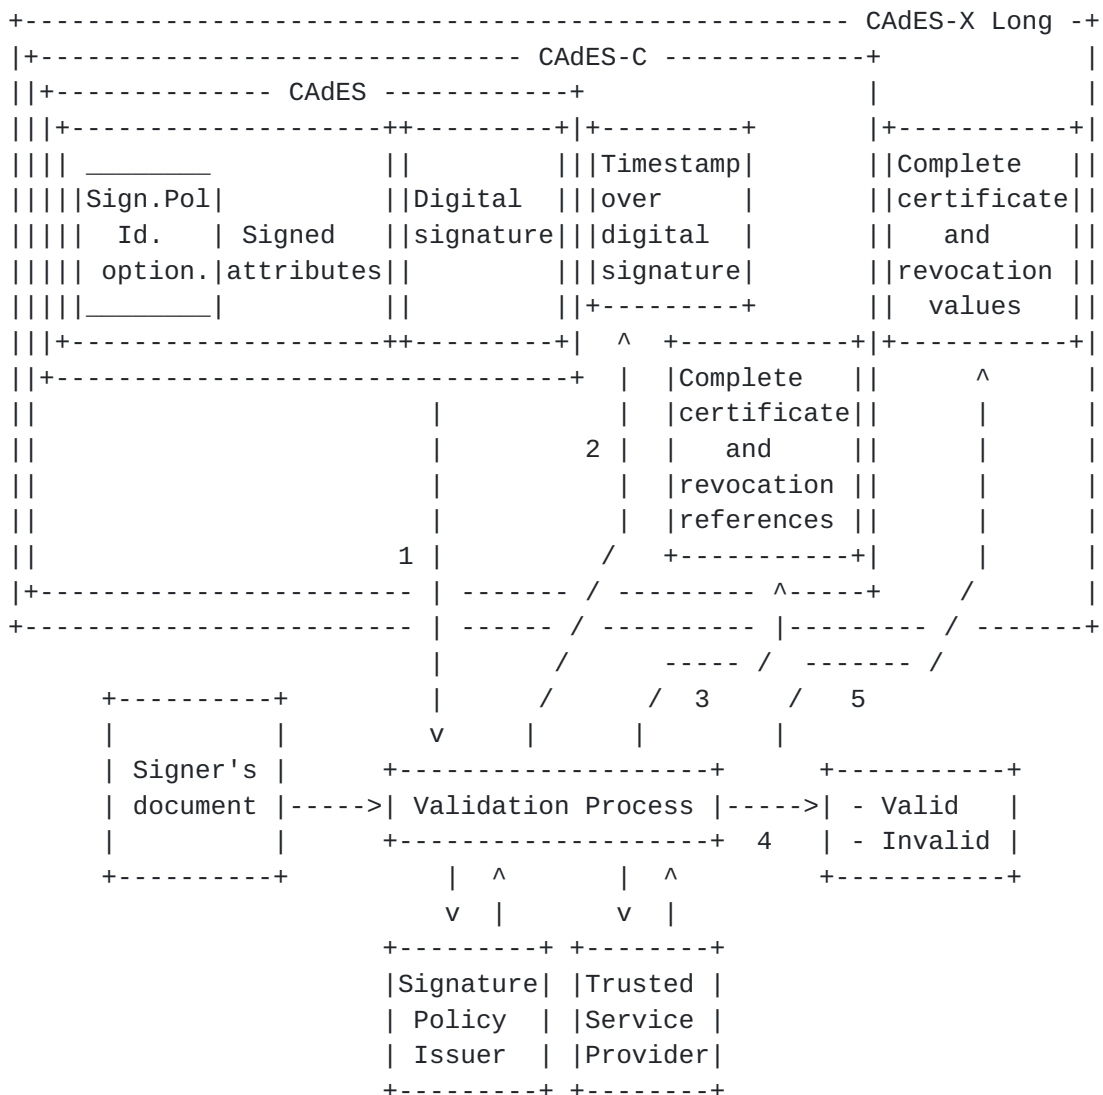 +----------------------------------------------------- CAdES-X Long -+
|+------------------------------- CAdES-C -------------+             |
||+-------------- CAdES ------------+                  |             |
|||+--------------------++---------+|+---------+       |+-----------+|
|||| ________           ||         |||Timestamp|       ||Complete   ||
|||||Sign.Pol|          ||Digital  |||over     |       ||certificate||
|||||  Id.   | Signed   ||signature|||digital  |       ||   and     ||
||||| option.|attributes||         |||signature|       ||revocation ||
|||||________|          ||         ||+---------+       ||  values   ||
|||+--------------------++---------+|  ^  +-----------+|+-----------+|
||+---------------------------------+  |  |Complete   ||      ^      |
||                         |           |  |certificate||      |      |
||                         |         2 |  |   and     ||      |      |
||                         |           |  |revocation ||      |      |
||                         |           |  |references ||      |      |
||                       1 |          /   +-----------+|      |      |
|+------------------------ | ------- / --------- ^-----+     /       |
+------------------------- | ------ / ---------- |--------- / -------+
                           |       /      ----- /  ------- /
      +----------+         |      /      /  3     /   5
      |          |         v     |      |        |
      | Signer's |      +--------------------+      +-----------+
      | document |----->| Validation Process |----->| - Valid   |
      |          |      +--------------------+  4   | - Invalid |
      +----------+          |  ^       |  ^         +-----------+
                            v  |       v  |
                        +---------+ +--------+
                        |Signature| |Trusted |
                        | Policy  | |Service |
                        | Issuer  | |Provider|
                        +---------+ +--------+